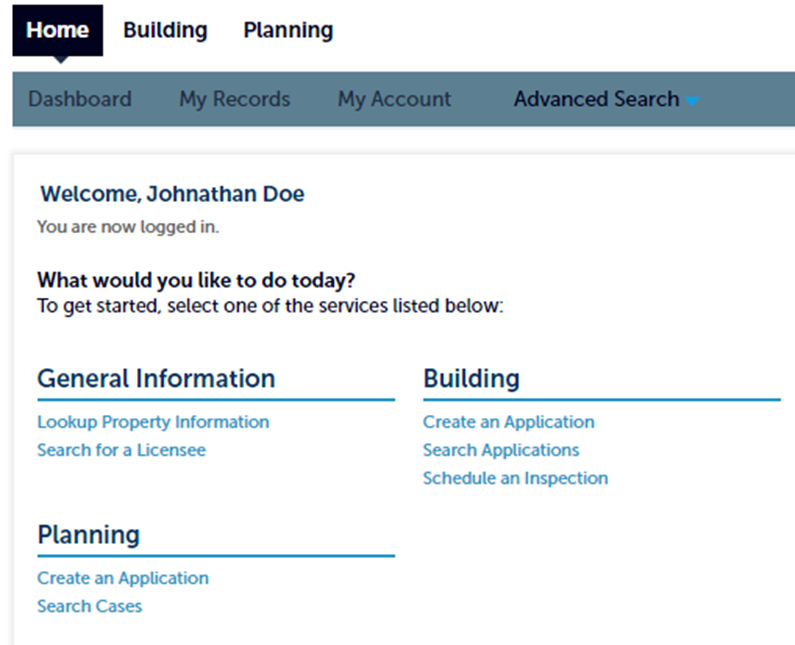 Home Building Planning
Dashboard My Records My Account Advanced Search
Welcome, Johnathan Doe
You are now logged in.
What would you like to do today?
To get started, select one of the services listed below:
General Information
Lookup Property Information
Search for a Licensee
Building
Create an Application
Search Applications
Schedule an Inspection
Planning
Create an Application
Search Cases